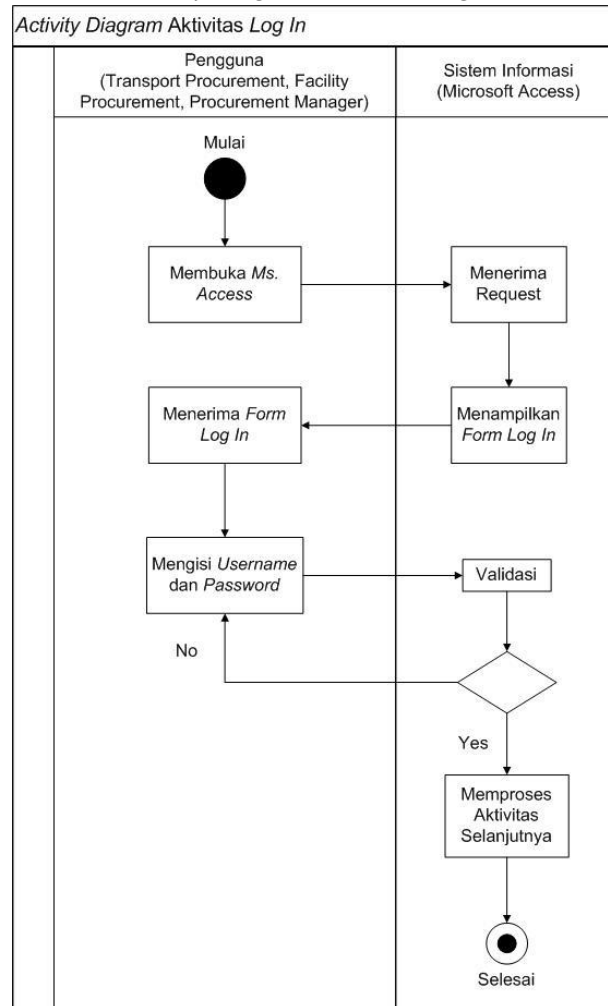 Activity Diagram Aktivitas Log In
Pengguna
(Transport Procurement, Facility
Procurement, Procurement Manager)
Sistem Informasi
(Microsoft Access)
Mulai
Membuka Ms.
Access
Menerima
Request
Menerima Form
Log In
Menampilkan
Form Log In
Mengisi Username
dan Password
Validasi
No
Yes
Memproses
Aktivitas
Selanjutnya
Selesai